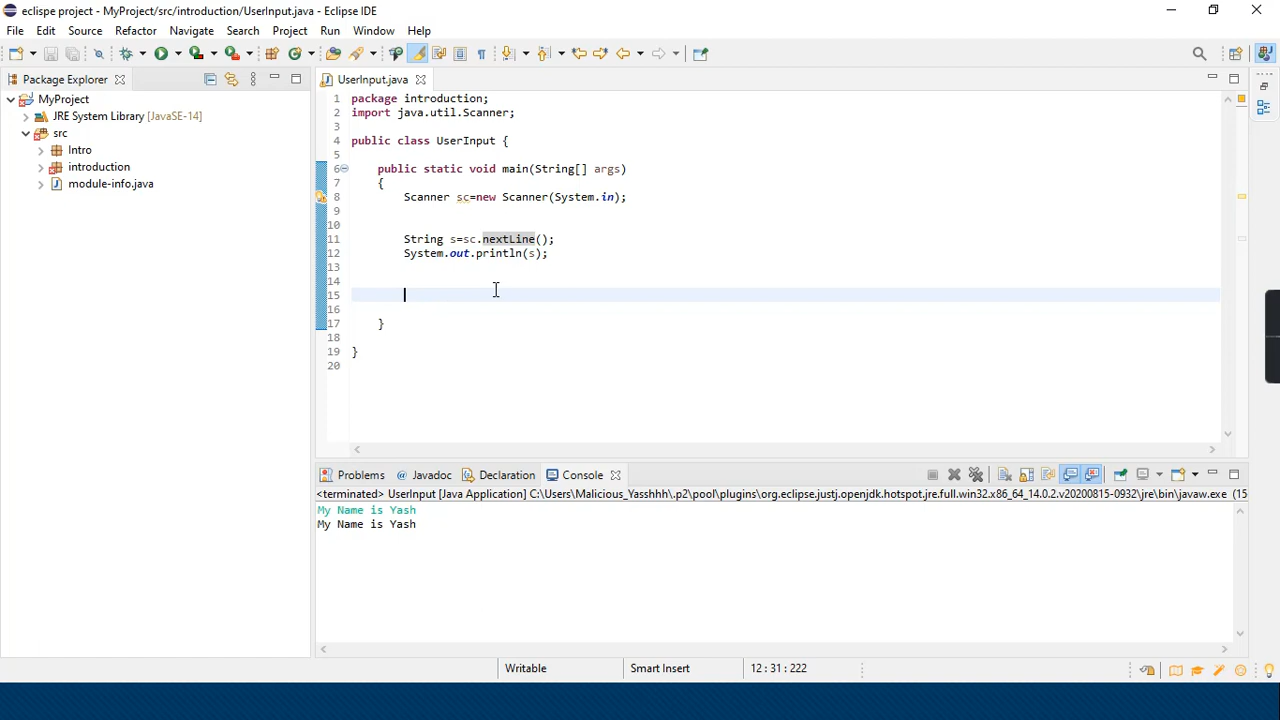 eclispe project - MyProject/src/introduction/UserInput.java - Eclipse IDE
File Edit Source Refactor Navigate Search Project Run Window Help
Package Explorer
UserInput.java
MyProject
JRE System Library [JavaSE-14]
src
Intro
introduction
module-info.java
1 package introduction;
2 import java.util.Scanner;
3
4 public class UserInput {
5
6 public static void main(String[] args)
7 {
8 Scanner sc=new Scanner(System.in);
9
10
11 String s=sc.nextLine();
12 System.out.println(s);
13
14
15
16
17 }
18
19 }
20
Problems Javadoc Declaration Console
<terminated> UserInput [Java Application] C:\Users\Malicious_Yasshhh\.p2\pool\plugins\org.eclipse.justj.openjdk.hotspot.jre.full.win32.x86_64_14.0.2.v20200815-0932\jre\bin\javaw.exe (15
My Name is Yash
My Name is Yash
Writable Smart Insert 12 : 31 : 222